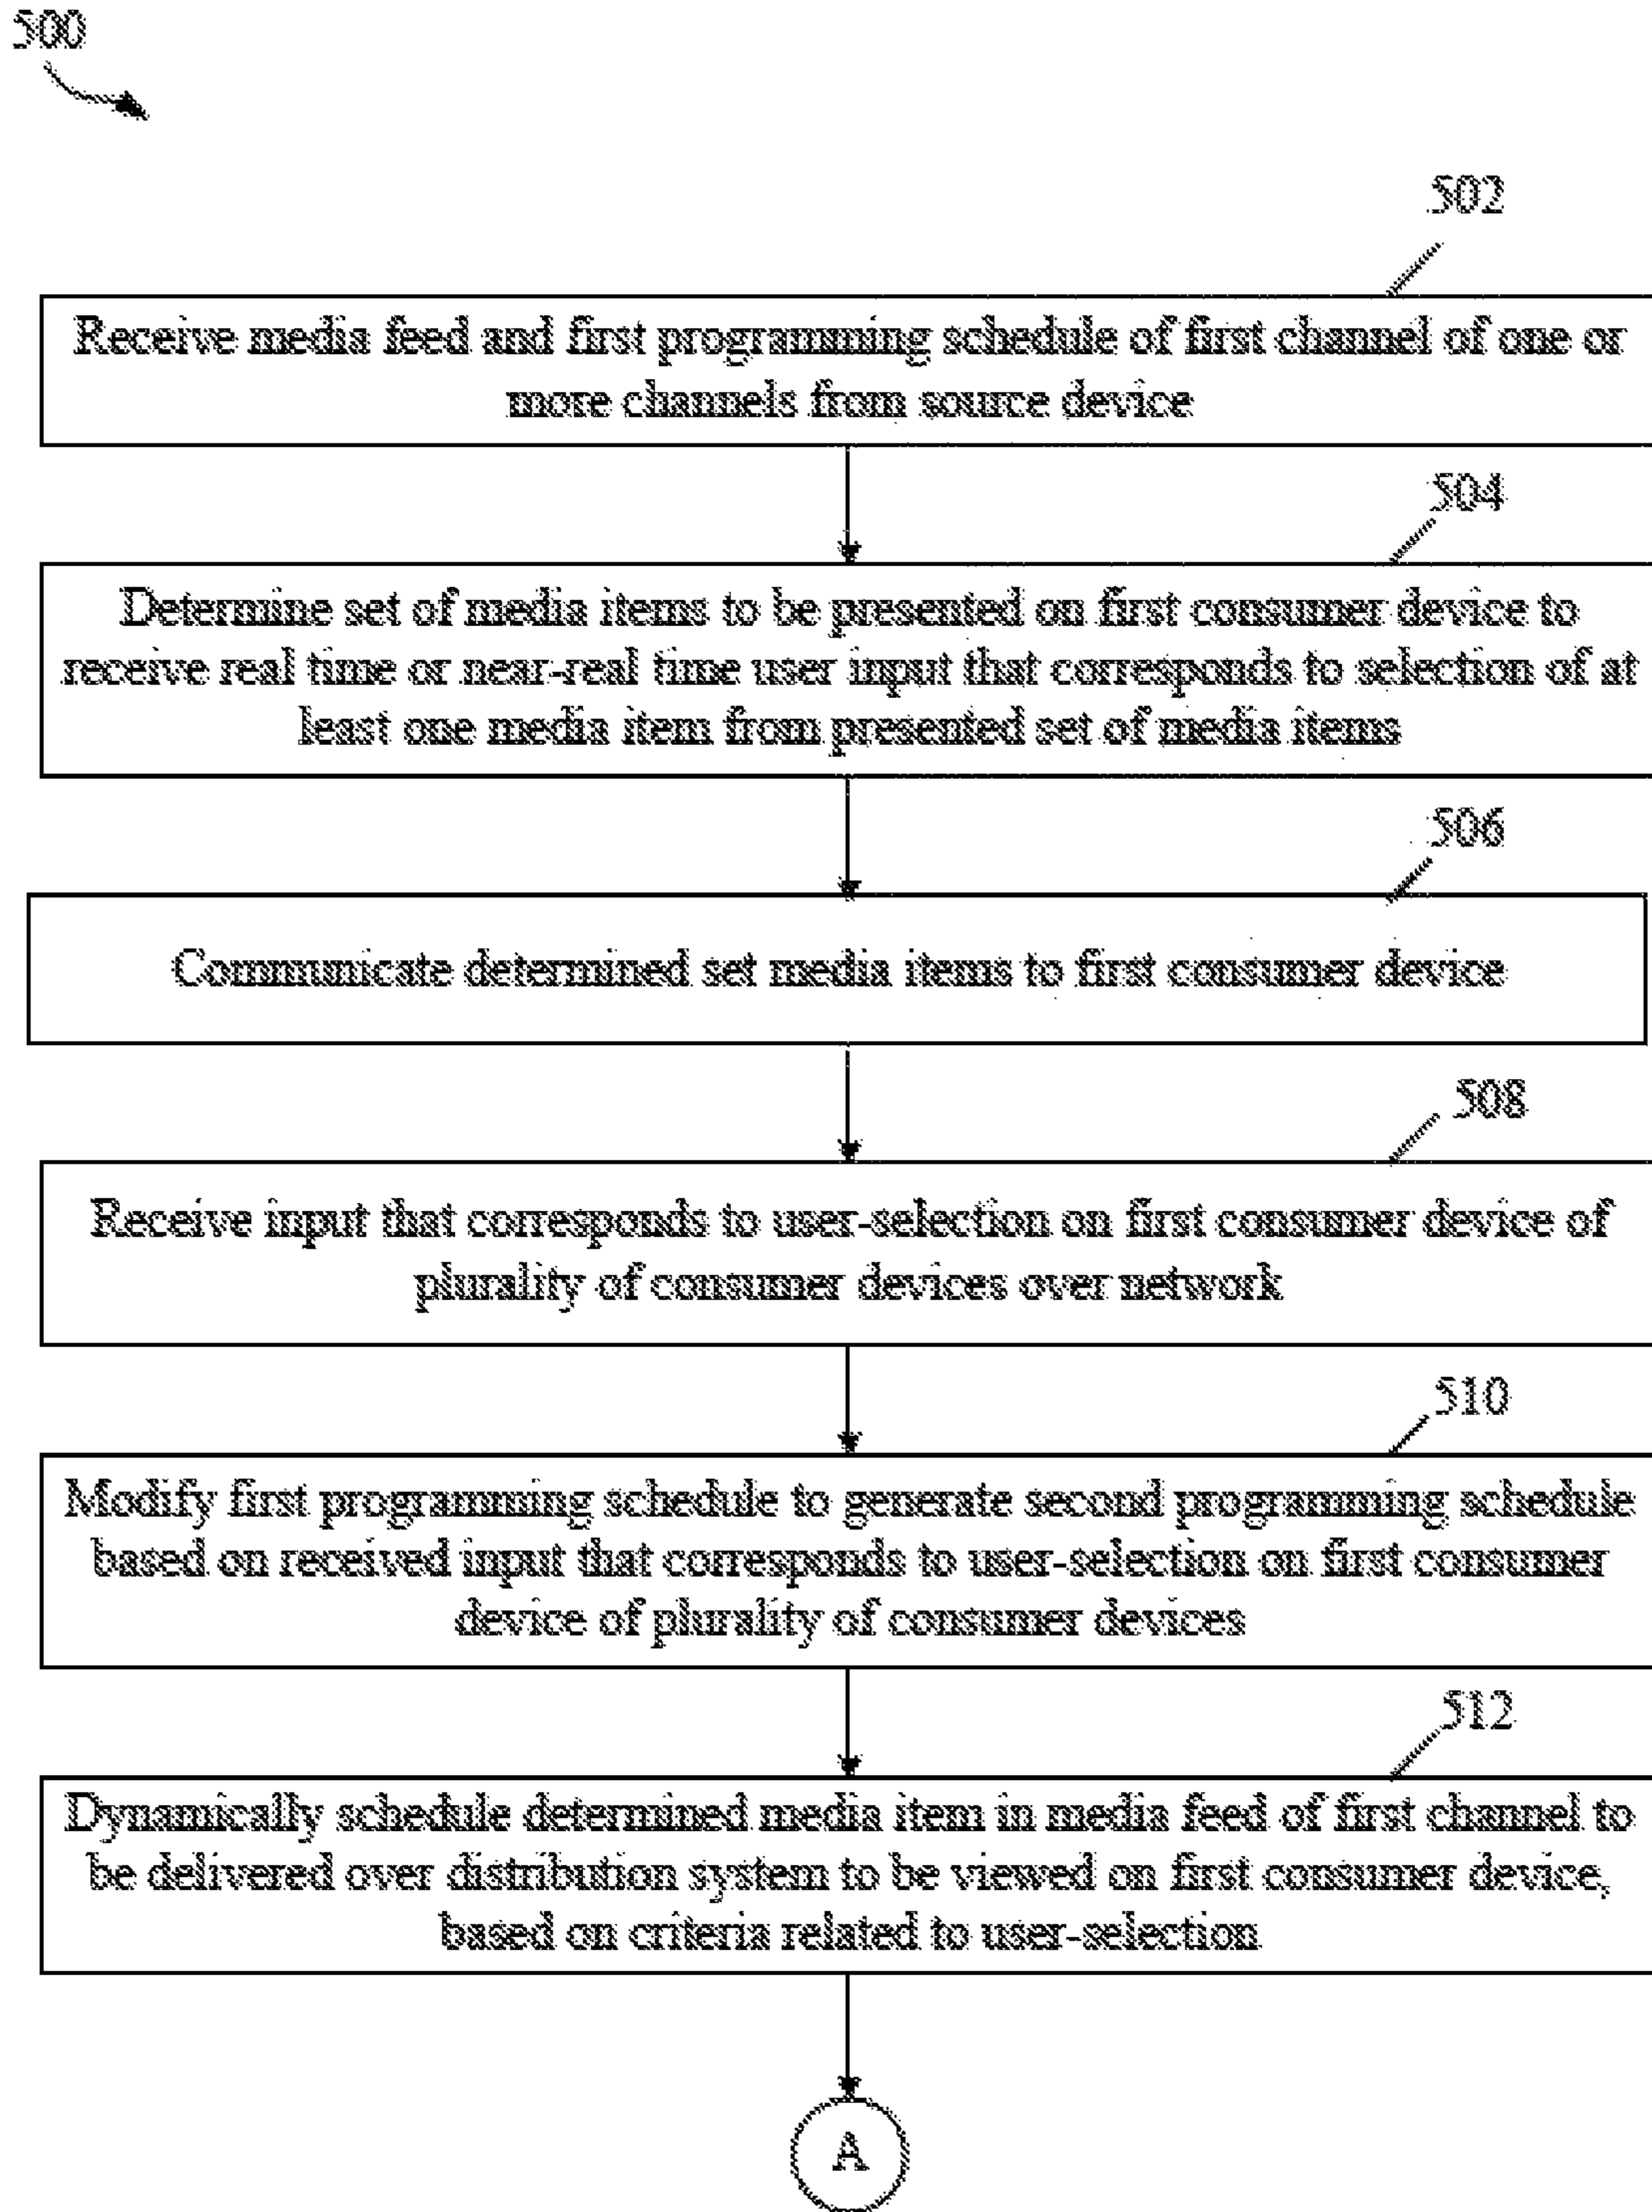 500
502
Receive media feed and first programming schedule of first channel of one or
more channels from source device
504
Determine set of media items to be presented on first consumer device to
receive real time or near-real time user input that corresponds to selection of at
least one media item from presented set of media items
506
Communicate determined set media items to first consumer device
508
Receive input that corresponds to user-selection on first consumer device of
plurality of consumer devices over network
510
Modify first programming schedule to generate second programming schedule
based on received input that corresponds to user-selection on first consumer
device of plurality of consumer devices
512
Dynamically schedule determined media item in media feed of first channel to
be delivered over distribution system to be viewed on first consumer device,
based on criteria related to user-selection
A